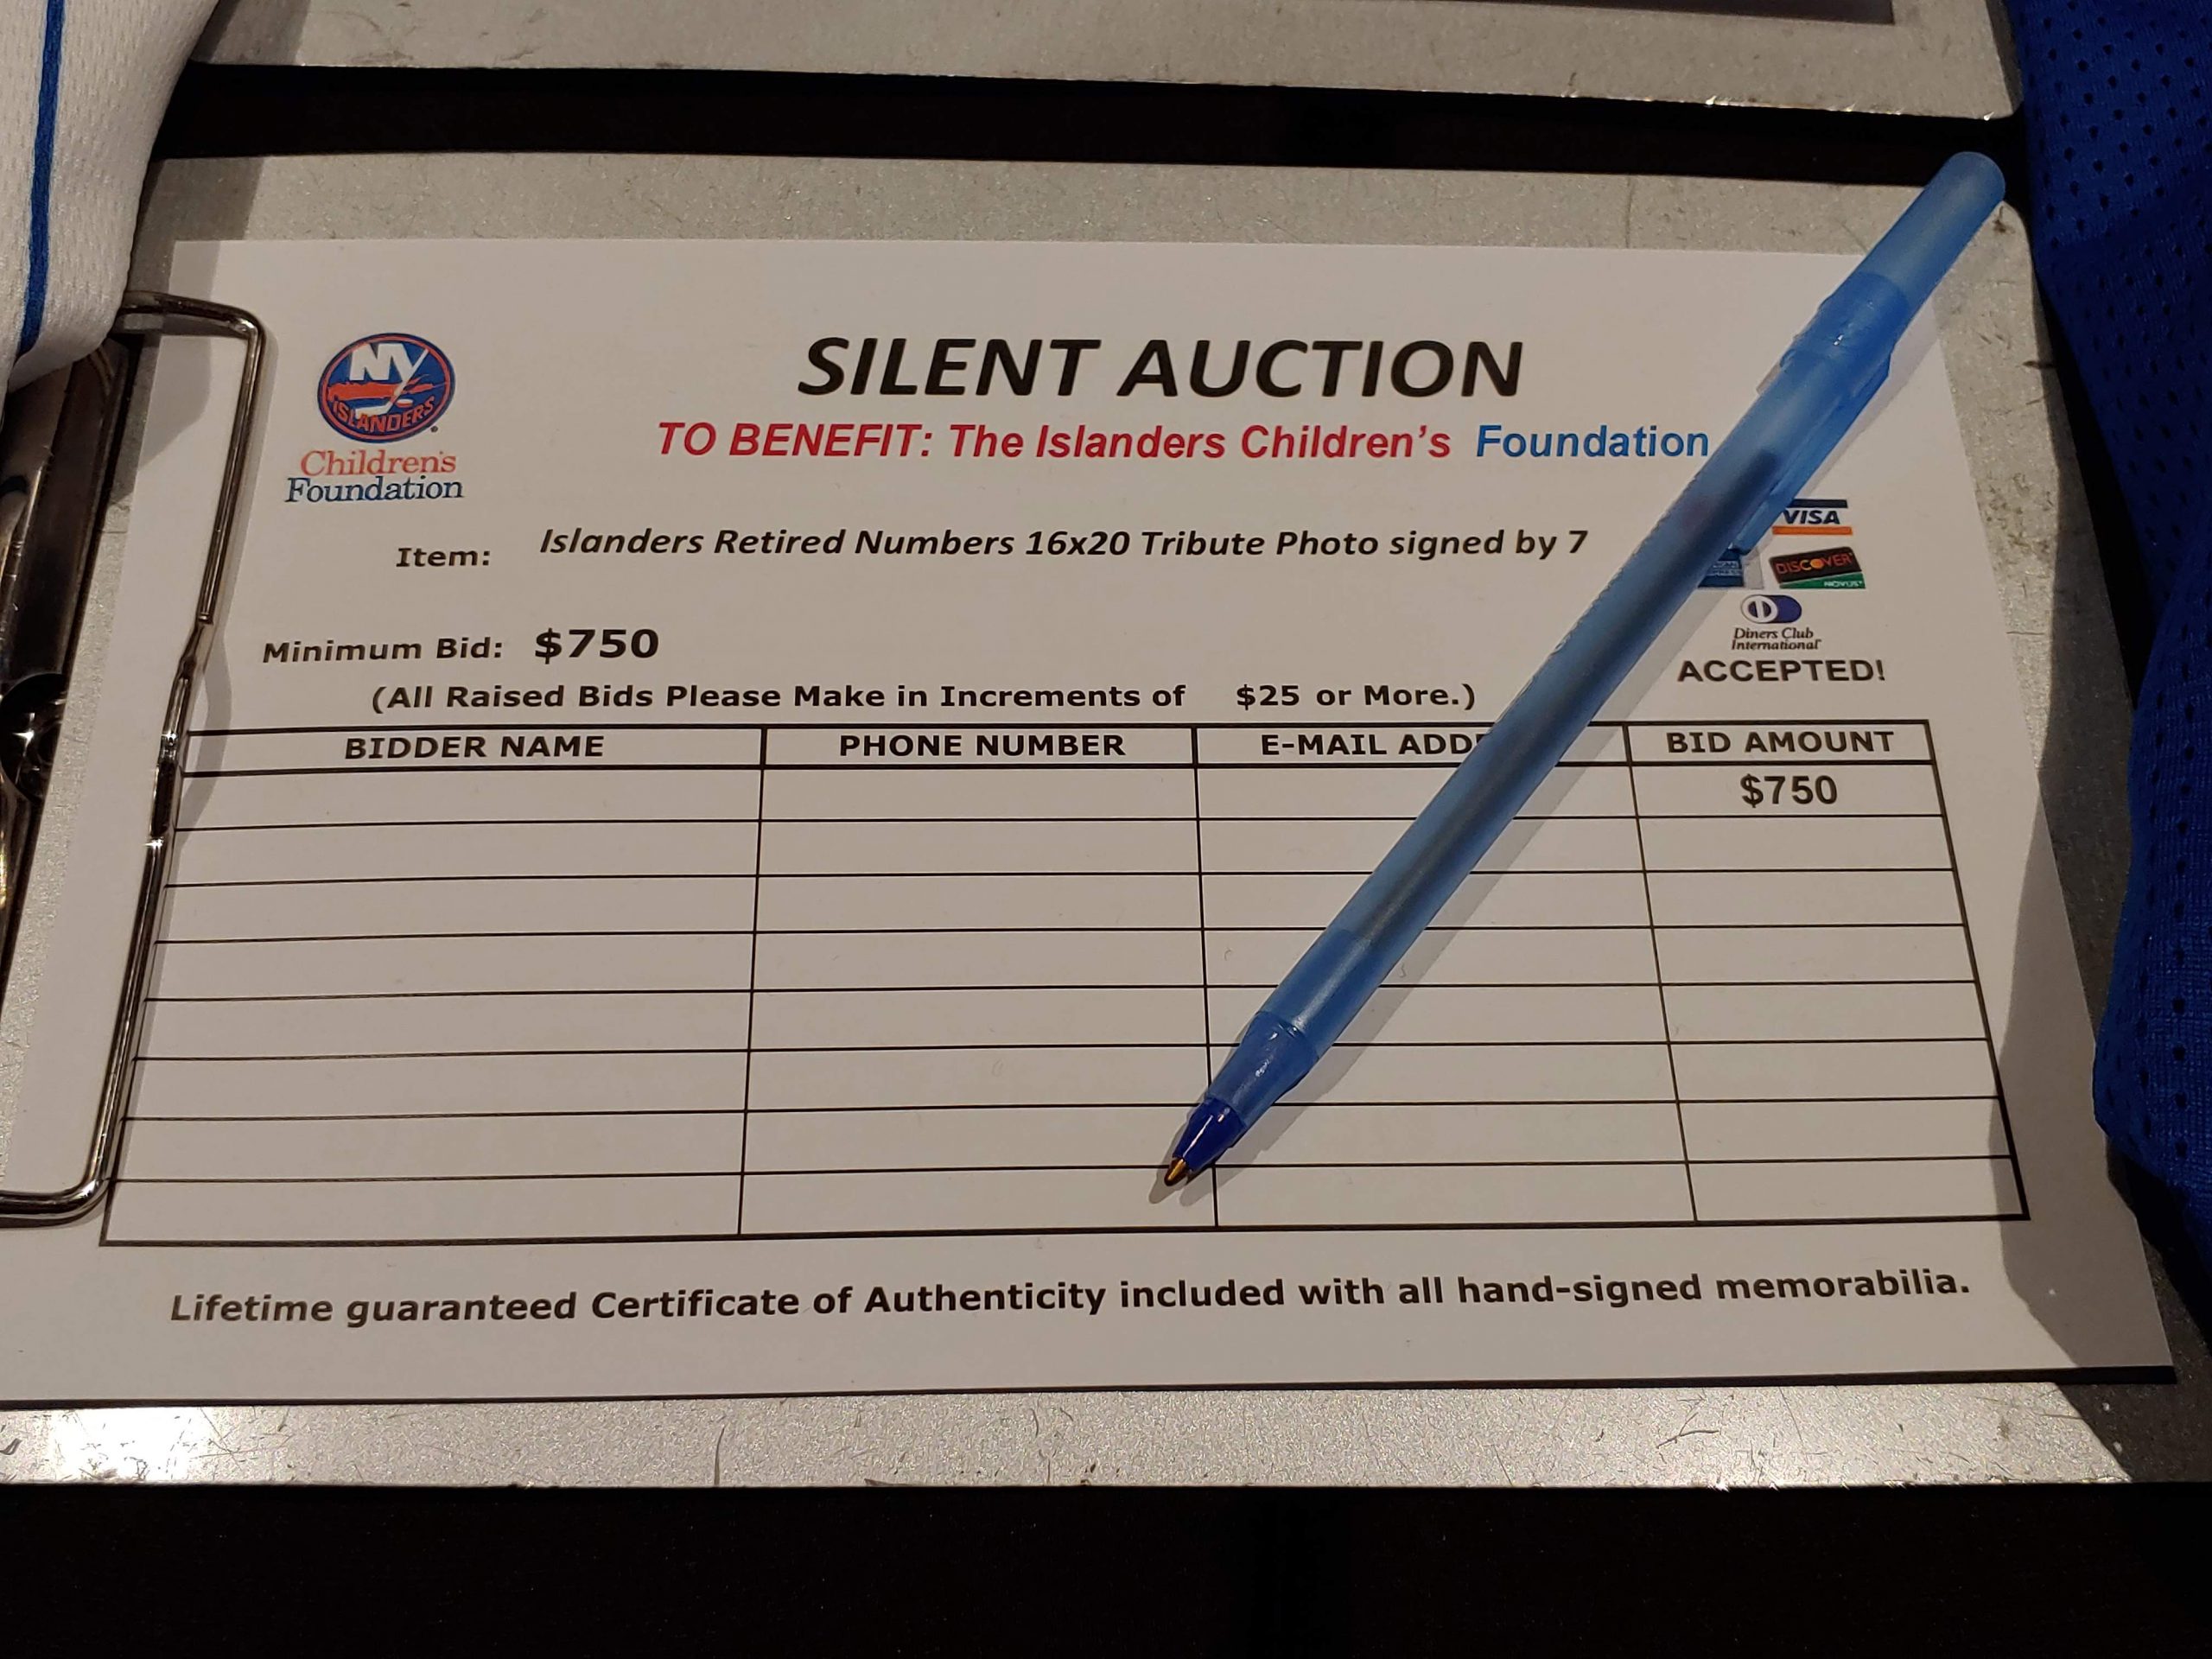 NY
ISLANDERS
Children's
Foundation
SILENT AUCTION
TO BENEFIT: The Islanders Children's Foundation
Item: Islanders Retired Numbers 16x20 Tribute Photo signed by 7
VISA
DISCOVER
NOVUS
Diners Club
International
ACCEPTED!
Minimum Bid: $750
(All Raised Bids Please Make in Increments of $25 or More.)
BIDDER NAME PHONE NUMBER E-MAIL BID AMOUNT
$750
Lifetime guaranteed Certificate of Authenticity included with all hand-signed memorabilia.